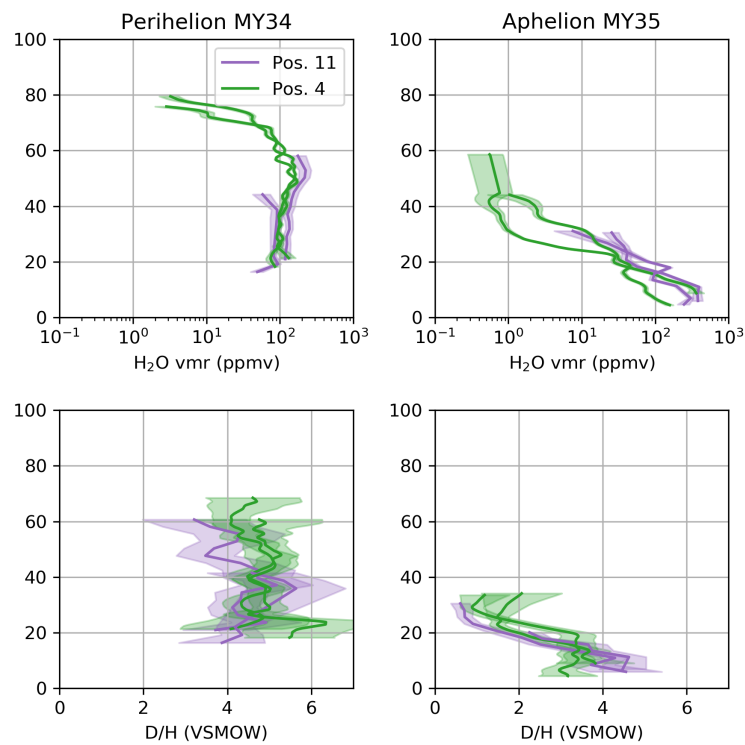 Perihelion MY34
Aphelion MY35
Pos. 11
Pos. 4
100
80
60
40
20
0
10⁻¹ 10⁰ 10¹ 10² 10³
H₂O vmr (ppmv)
100
80
60
40
20
0
10⁻¹ 10⁰ 10¹ 10² 10³
H₂O vmr (ppmv)
100
80
60
40
20
0
0 2 4 6
D/H (VSMOW)
100
80
60
40
20
0
0 2 4 6
D/H (VSMOW)